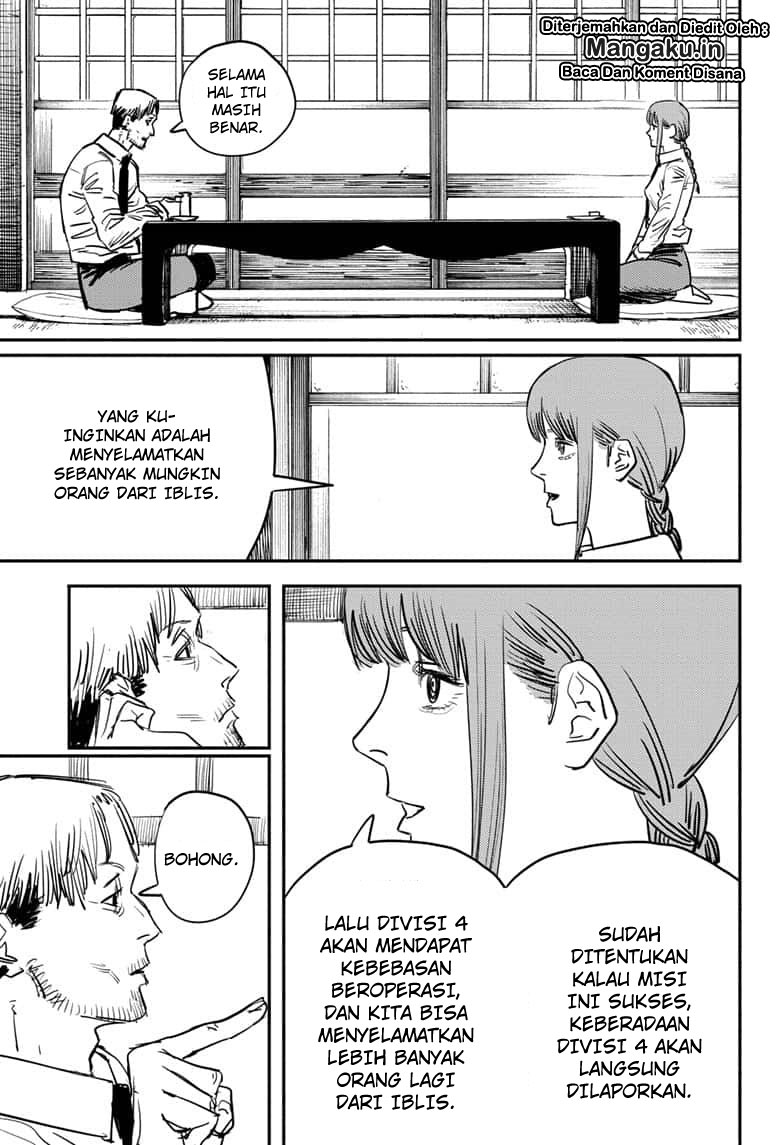 Diterjemahkan dan Diedit Oleh:
Mangaku.in
Baca Dan Koment Disana
SELAMA
HAL ITU
MASIH
BENAR.
YANG KU-
INGINKAN ADALAH
MENYELAMATKAN
SEBANYAK MUNGKIN
ORANG DARI IBLIS.
SUDAH
DITENTUKAN
KALAU MISI
INI SUKSES,
KEBERADAAN
DIVISI 4 AKAN
LANGSUNG
DILAPORKAN.
LALU DIVISI 4
AKAN MENDAPAT
KEBEBASAN
BEROPERASI,
DAN KITA BISA
MENYELAMATKAN
LEBIH BANYAK
ORANG LAGI
DARI IBLIS.
BOHONG.